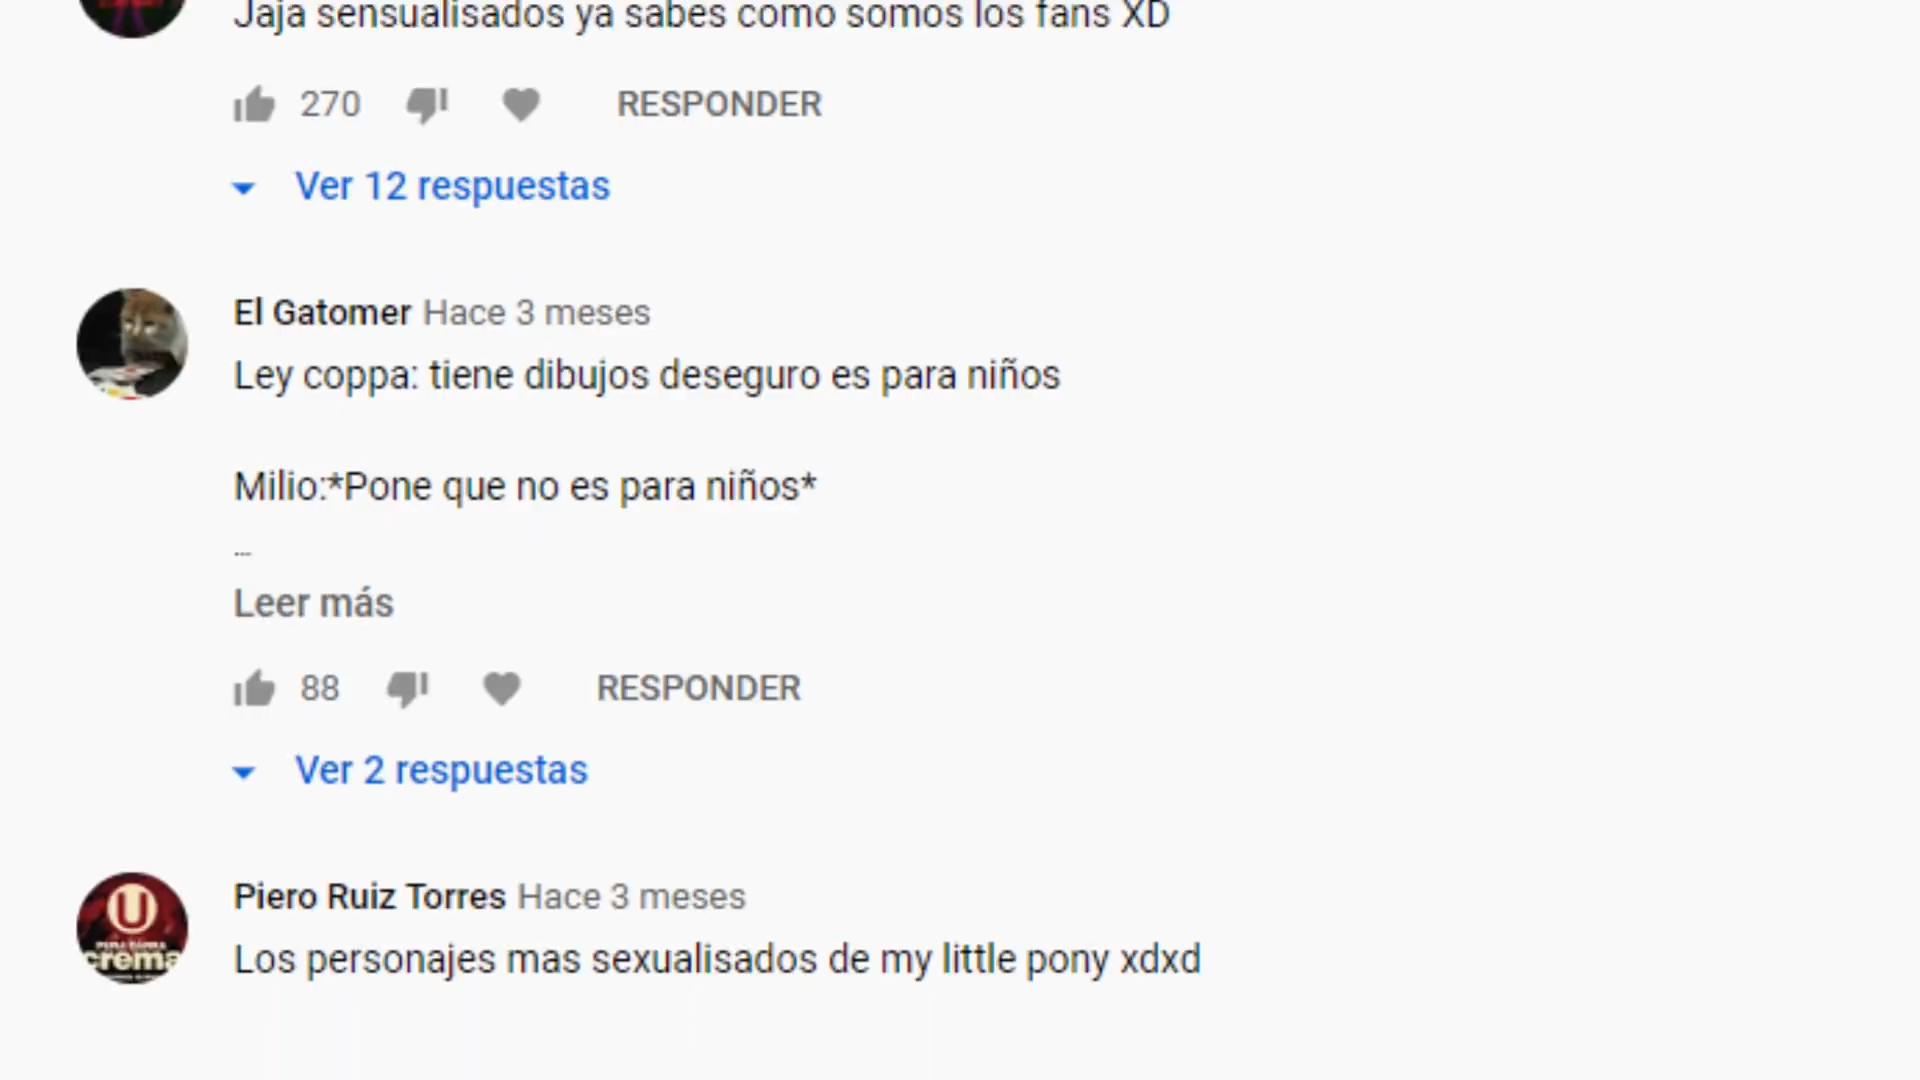 Jaja sensualisados ya sabes como somos los fans XD
270 RESPONDER
Ver 12 respuestas
El Gatomer Hace 3 meses
Ley coppa: tiene dibujos deseguro es para niños
Milio:*Pone que no es para niños*
...
Leer más
88 RESPONDER
Ver 2 respuestas
U
crema
Piero Ruiz Torres Hace 3 meses
Los personajes mas sexualisados de my little pony xdxd